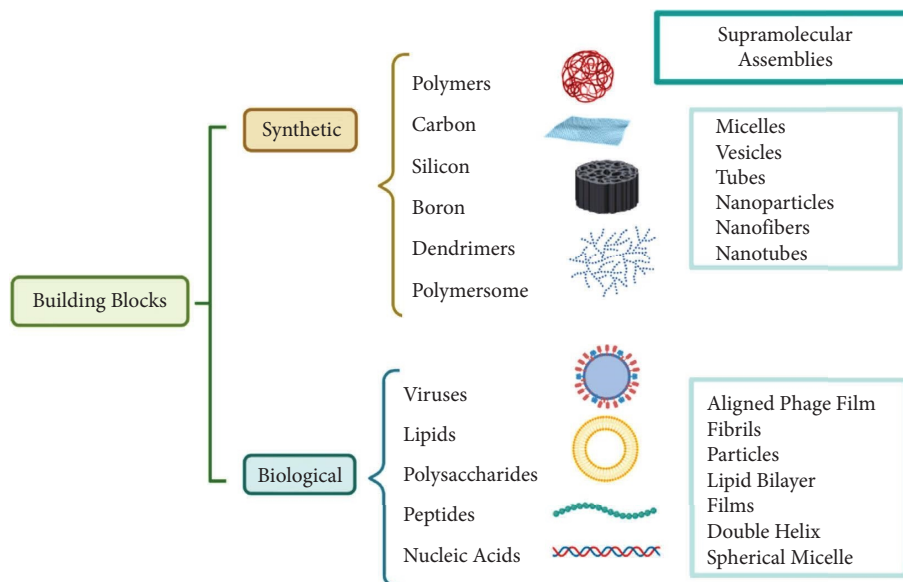 Building Blocks
Synthetic
Polymers
Carbon
Silicon
Boron
Dendrimers
Polymersome
Supramolecular
Assemblies
Micelles
Vesicles
Tubes
Nanoparticles
Nanofibers
Nanotubes
Biological
Viruses
Lipids
Polysaccharides
Peptides
Nucleic Acids
Aligned Phage Film
Fibrils
Particles
Lipid Bilayer
Films
Double Helix
Spherical Micelle